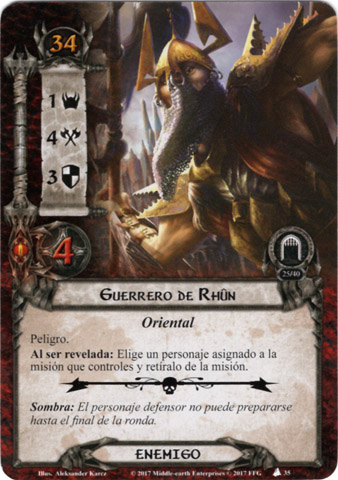 34
1
4
3
4
25/40
Guerrero de Rhûn
Oriental
Peligro.
Al ser revelada: Elige un personaje asignado a la
misión que controles y retíralo de la misión.
Sombra: El personaje defensor no puede prepararse
hasta el final de la ronda.
ENEMIGO
Illus. Aleksander Karcz
© 2017 Middle-earth Enterprises © 2017 FFG
35